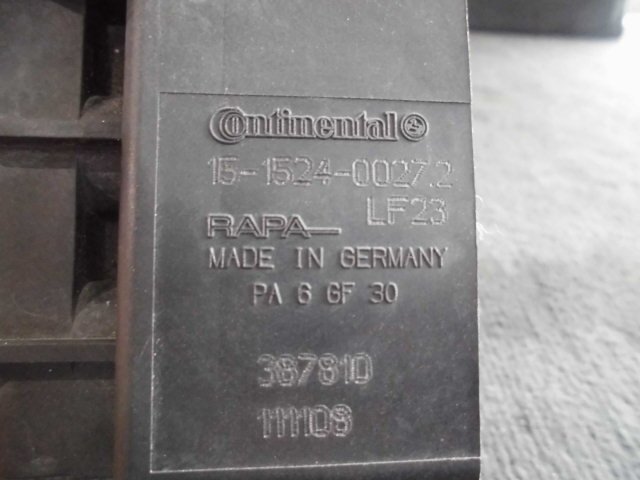 Continental
15-1524-0027.2
LF23
RAPA
MADE IN GERMANY
PA 6 GF 30
387810
111108